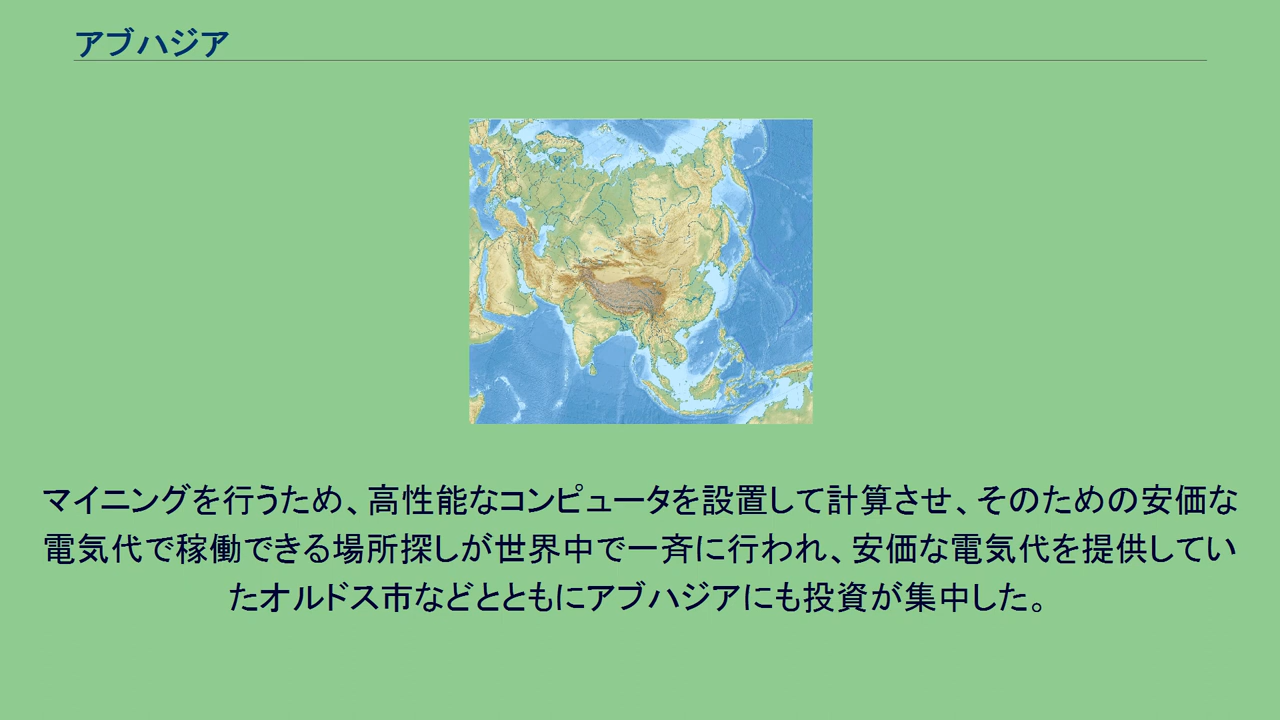 アブハジア
マイニングを行うため、高性能なコンピュータを設置して計算させ、そのための安価な
電気代で稼働できる場所探しが世界中で一斉に行われ、安価な電気代を提供してい
たオルドス市などとともにアブハジアにも投資が集中した。